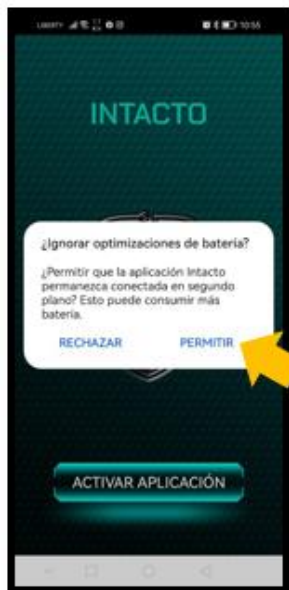 LIBERTY 10:55
INTACTO
¿Ignorar optimizaciones de batería?
¿Permitir que la aplicación Intacto
permanezca conectada en segundo
plano? Esto puede consumir más
batería.
RECHAZAR PERMITIR
ACTIVAR APLICACIÓN